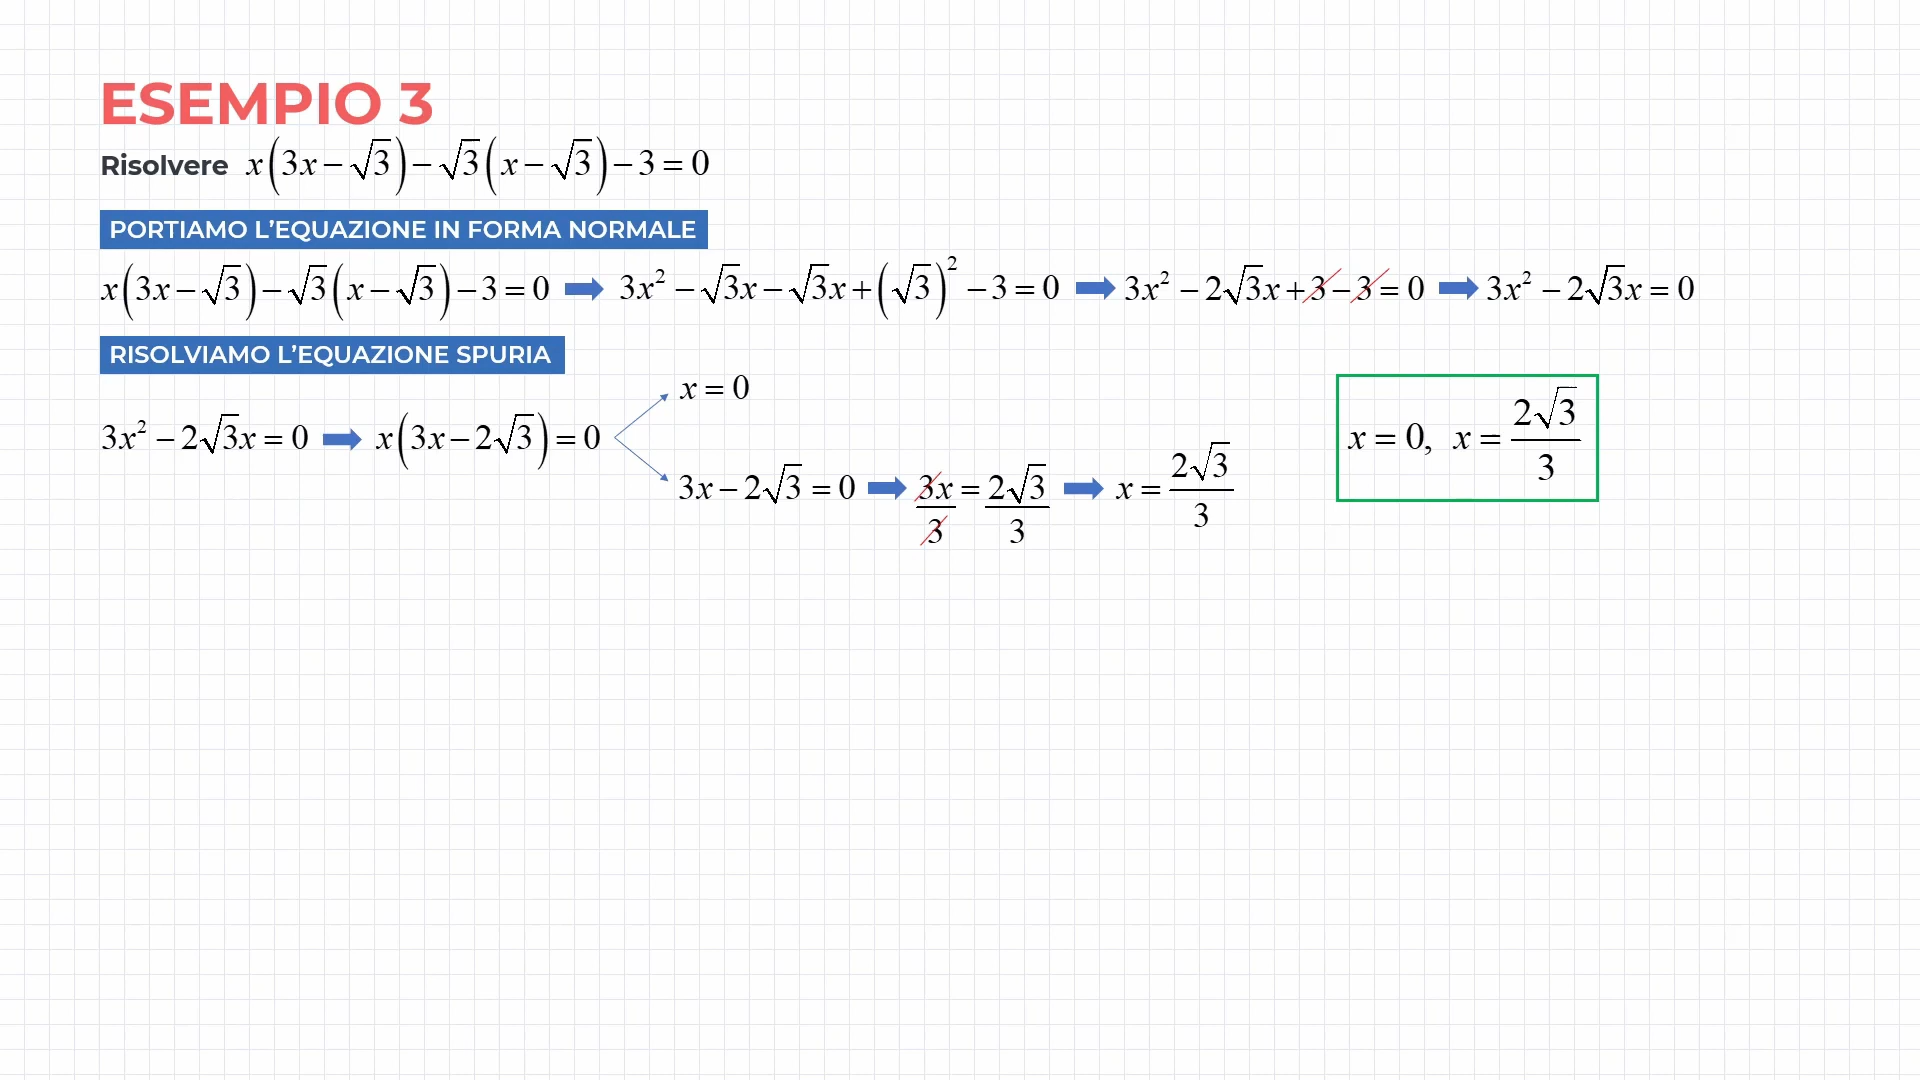 ESEMPIO 3
Risolvere x(3x − √3) − √3(x − √3) − 3 = 0
PORTIAMO L’EQUAZIONE IN FORMA NORMALE
x(3x − √3) − √3(x − √3) − 3 = 0 ➡ 3x² − √3x − √3x + (√3)² − 3 = 0 ➡ 3x² − 2√3x + 3 − 3 = 0 ➡ 3x² − 2√3x = 0
RISOLVIAMO L’EQUAZIONE SPURIA
x = 0
3x² − 2√3x = 0 ➡ x(3x − 2√3) = 0
3x − 2√3 = 0 ➡ 3x/3 = 2√3/3 ➡ x = 2√3/3
x = 0, x = 2√3/3